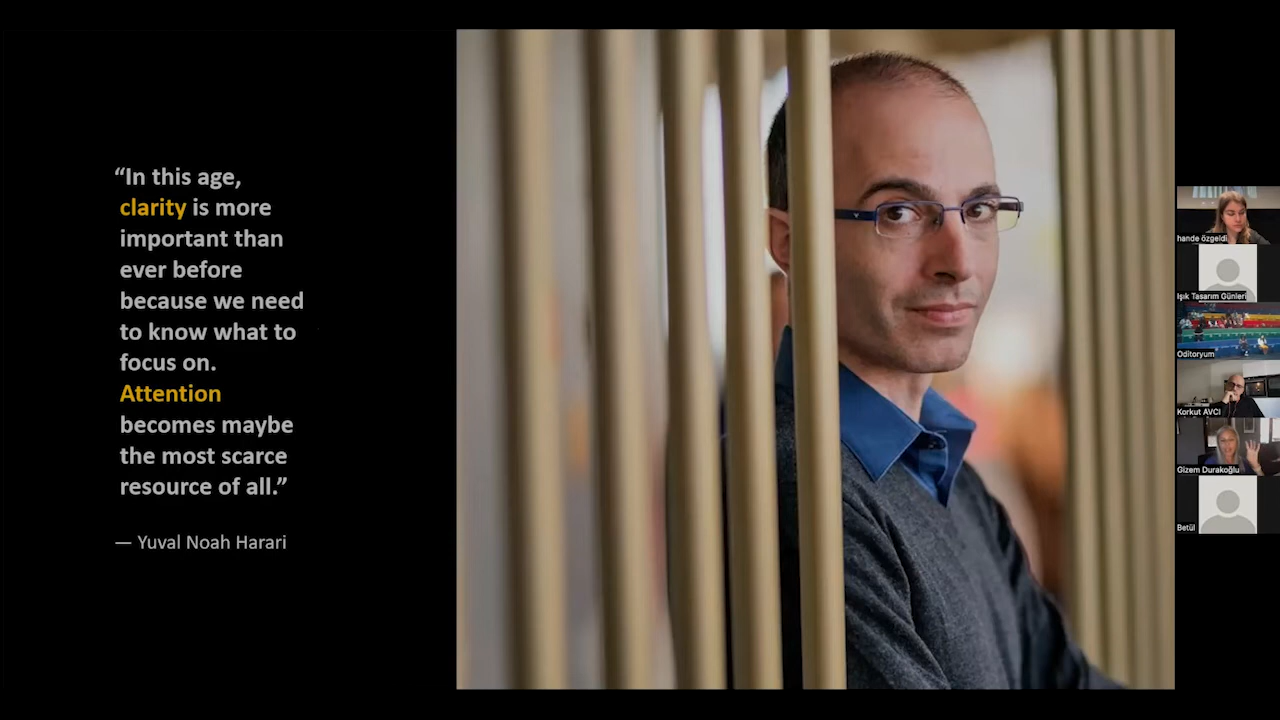 “In this age,
clarity is more
important than
ever before
because we need
to know what to
focus on.
Attention
becomes maybe
the most scarce
resource of all.”
— Yuval Noah Harari
hande özgeldi
Işık Tasarım Günleri
Oditoryum
Korkut AVCI
Gizem Durakoğlu
Betül